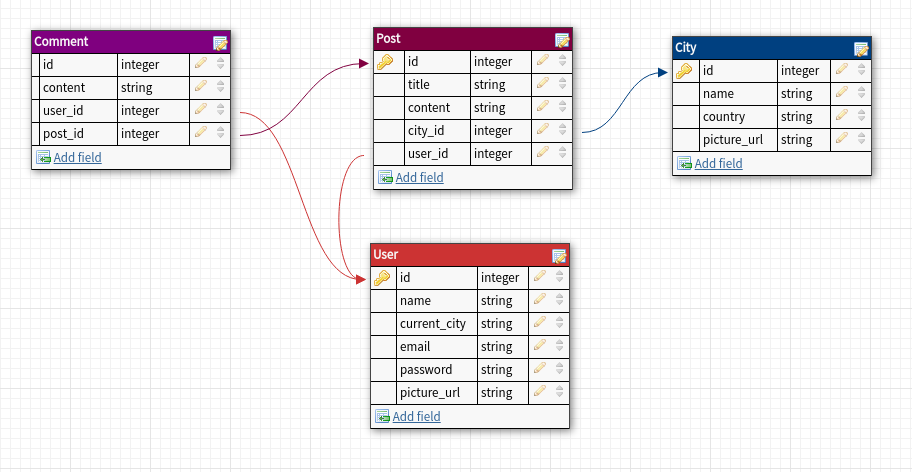 Comment
id integer
content string
user_id integer
post_id integer
Add field
Post
id integer
title string
content string
city_id integer
user_id integer
Add field
City
id integer
name string
country string
picture_url string
Add field
User
id integer
name string
current_city string
email string
password string
picture_url string
Add field